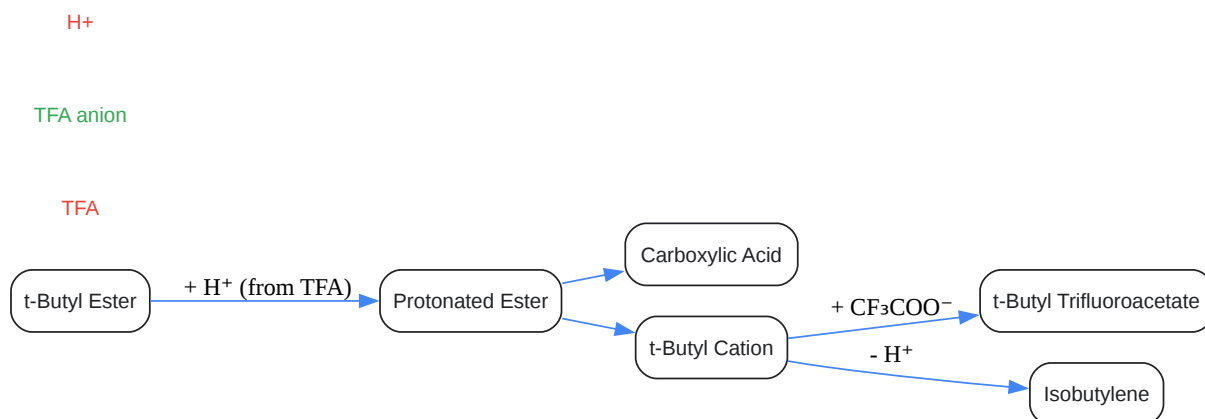 H+
TFA anion
TFA
t-Butyl Ester
+ H⁺ (from TFA)
Protonated Ester
Carboxylic Acid
t-Butyl Cation
+ CF₃COO⁻
- H⁺
t-Butyl Trifluoroacetate
Isobutylene